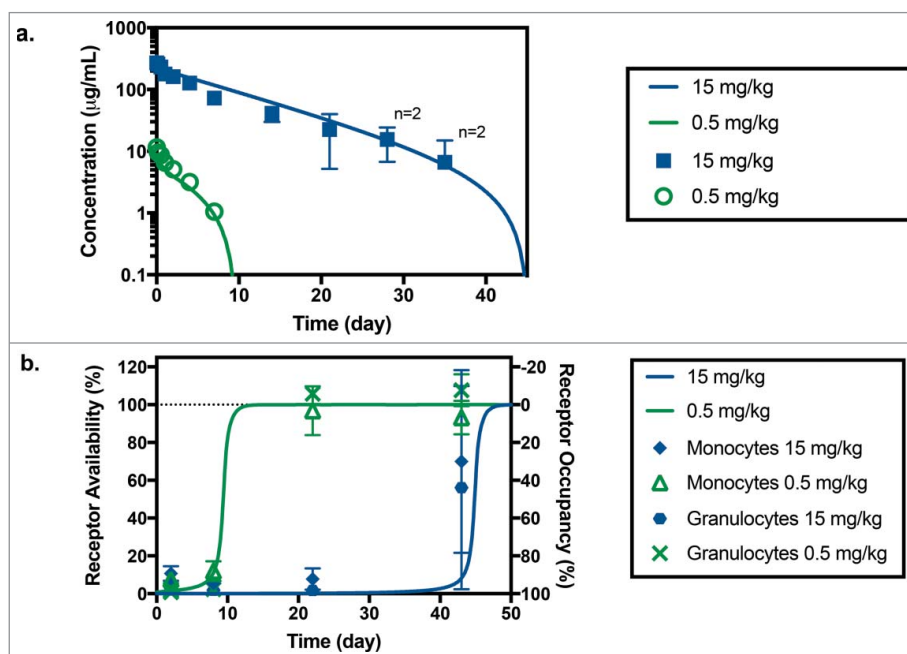 a.
Concentration (µg/mL)
1000
100
10
1
0.1
n=2
n=2
0 10 20 30 40
Time (day)
15 mg/kg
0.5 mg/kg
15 mg/kg
0.5 mg/kg
b.
Receptor Availability (%)
120
100
80
60
40
20
0
-20
0
20
40
60
80
100
Receptor Occupancy (%)
0 10 20 30 40 50
Time (day)
15 mg/kg
0.5 mg/kg
Monocytes 15 mg/kg
Monocytes 0.5 mg/kg
Granulocytes 15 mg/kg
Granulocytes 0.5 mg/kg